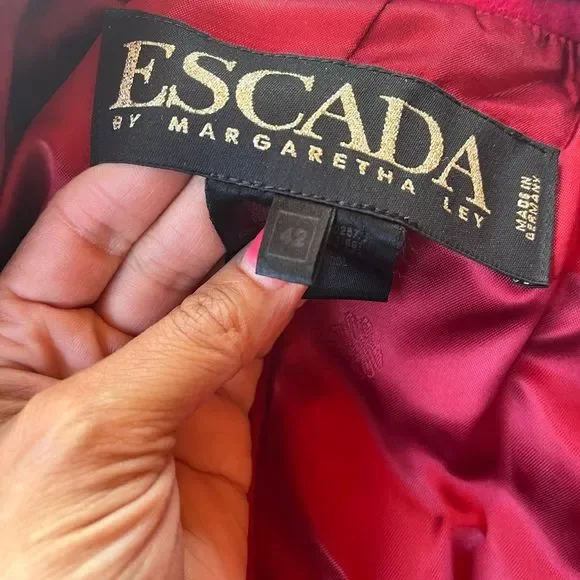 ESCADA
BY MARGARETHA LEY
MADE IN
GERMANY
42